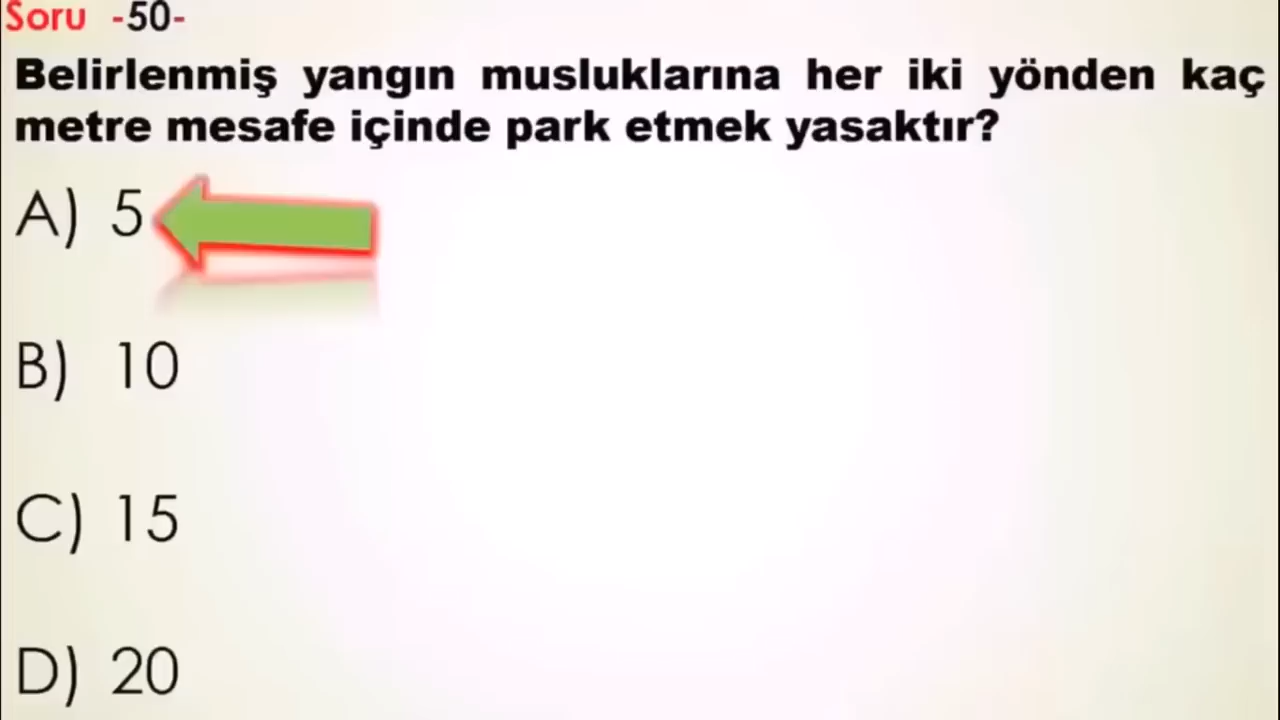 Soru -50-
Belirlenmiş yangın musluklarına her iki yönden kaç
metre mesafe içinde park etmek yasaktır?
A) 5
B) 10
C) 15
D) 20